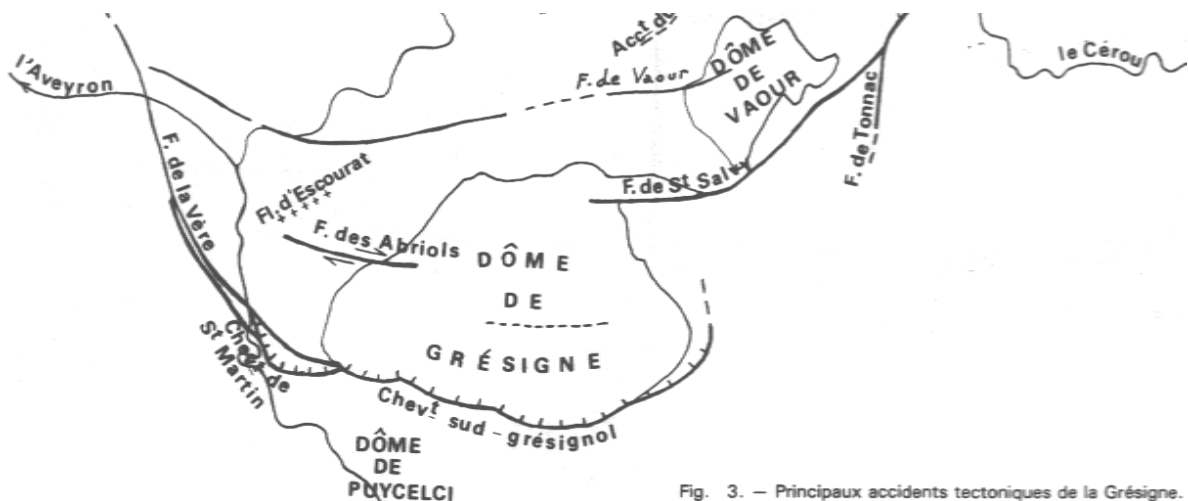 Acct de
l'Aveyron
F. de Vaour
DÔME
DE
VAOUR
le Cérou
F. de Tonnac
F. de la Vère
Fl. d'Escourat
F. de St Salvy
F. des Abriols
DÔME
DE
GRÉSIGNE
Chevt de
St Martin
Chevt sud-grésignol
DÔME
DE
PUYCELCI
Fig. 3. — Principaux accidents tectoniques de la Grésigne.